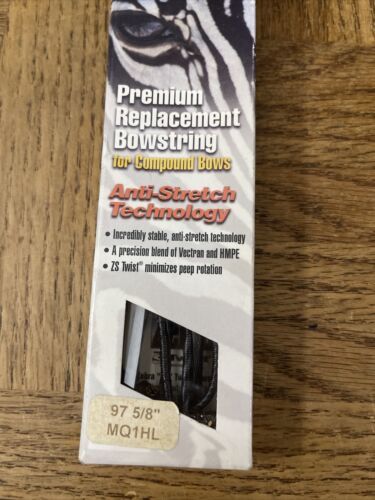 Premium
Replacement
Bowstring
for Compound Bows
Anti-Stretch
Technology
• Incredibly stable, anti-stretch technology
• A precision blend of Vectran and HMPE
• ZS Twist® minimizes peep rotation
97 5/8"
MQ1HL